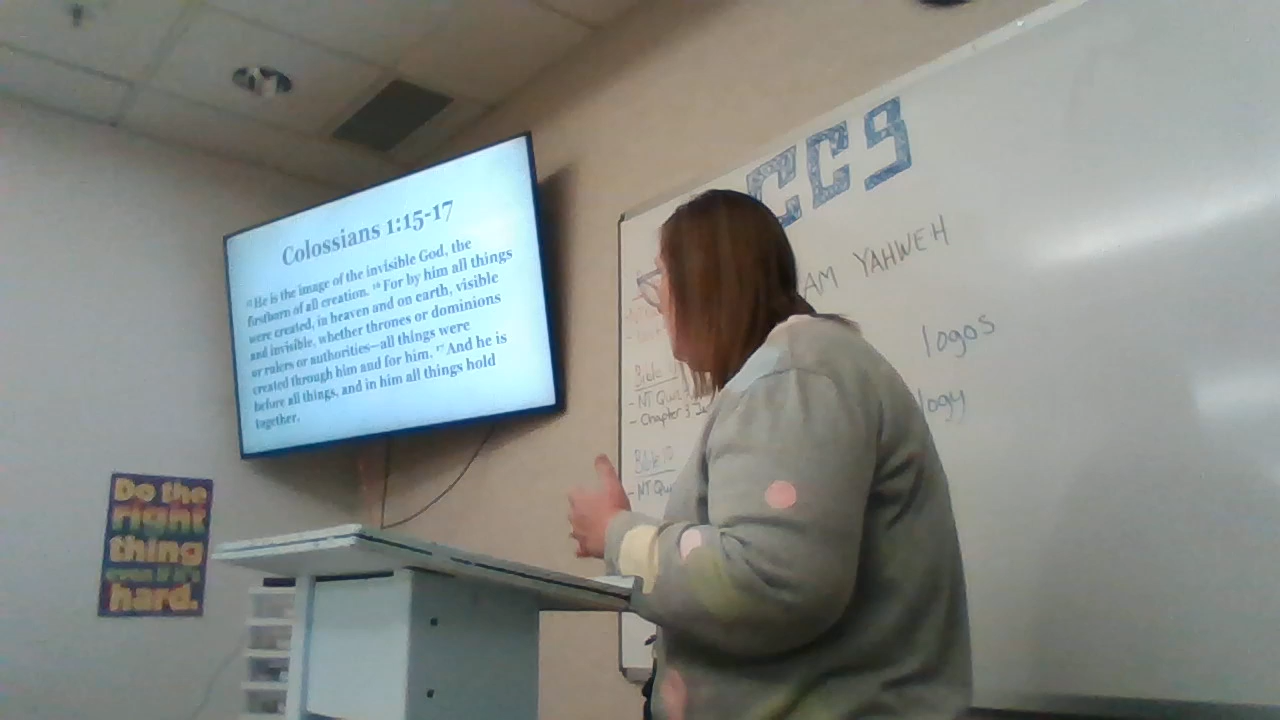 Colossians 1:15-17
15 He is the image of the invisible God, the
firstborn of all creation. 16 For by him all things
were created, in heaven and on earth, visible
and invisible, whether thrones or dominions
or rulers or authorities—all things were
created through him and for him. 17 And he is
before all things, and in him all things hold
together.
Do the
right
thing
even if it's
hard.
CCS
AM YAHWEH
logos
logy
Bible
- NT
- Chapter 3
Bible 10
- NT